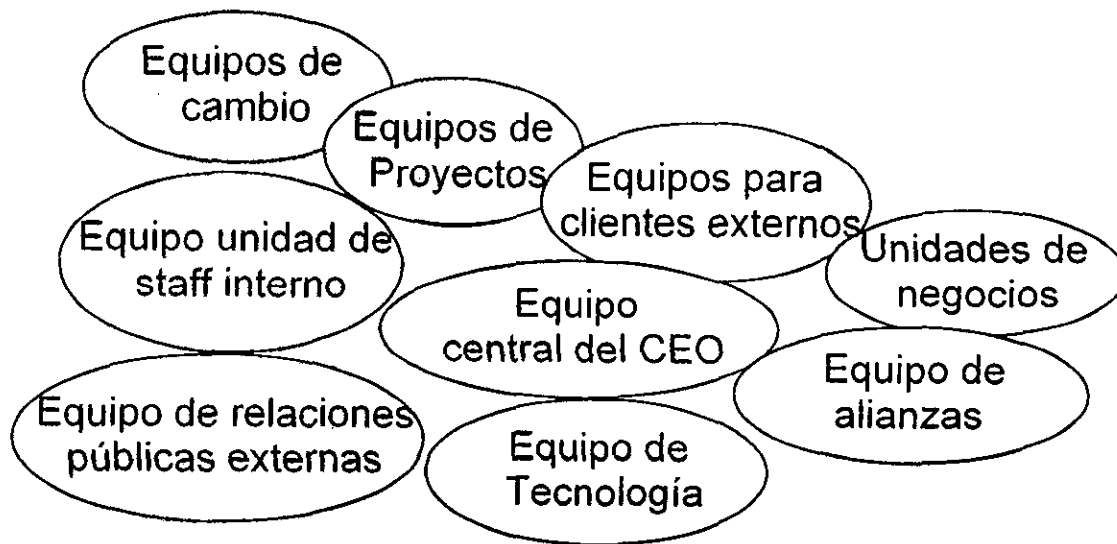 Equipos de
cambio
Equipos de
Proyectos
Equipos para
clientes externos
Unidades de
negocios
Equipo unidad de
staff interno
Equipo
central del CEO
Equipo de
alianzas
Equipo de relaciones
públicas externas
Equipo de
Tecnología